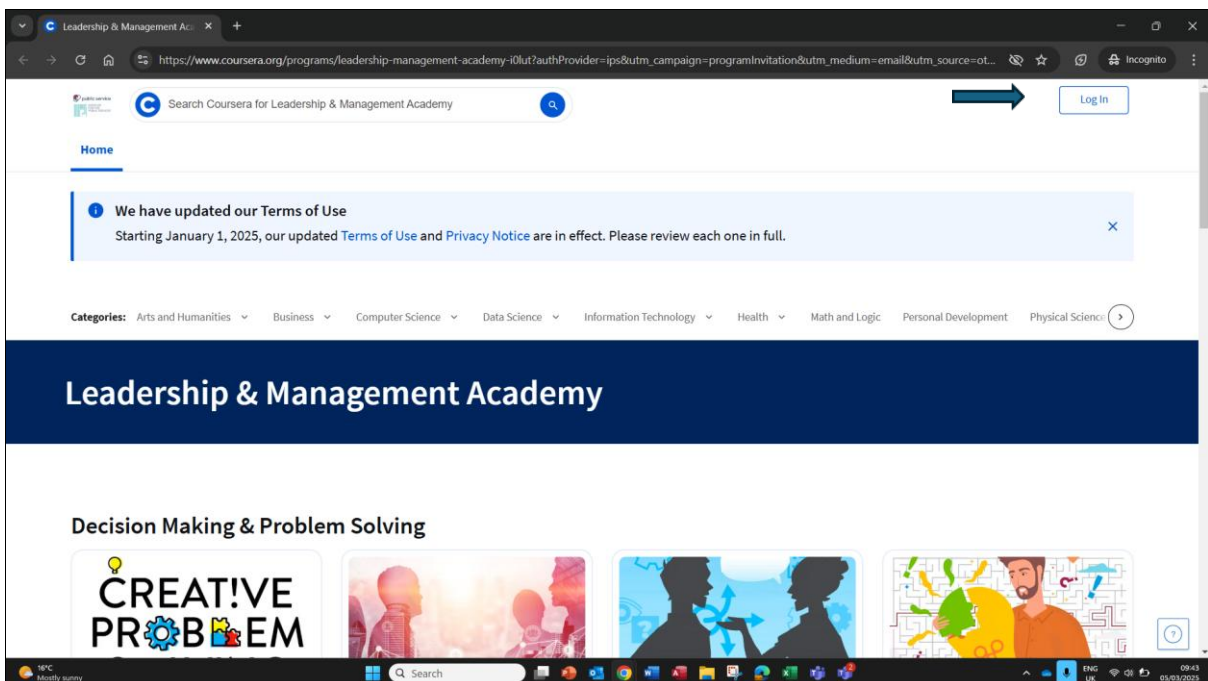 Leadership & Management Aca
https://www.coursera.org/programs/leadership-management-academy-i0lut?authProvider=ips&utm_campaign=programInvitation&utm_medium=email&utm_source=ot...
Incognito
public service
C
Search Coursera for Leadership & Management Academy
Log In
Home
We have updated our Terms of Use
Starting January 1, 2025, our updated Terms of Use and Privacy Notice are in effect. Please review each one in full.
Categories: Arts and Humanities Business Computer Science Data Science Information Technology Health Math and Logic Personal Development Physical Science
Leadership & Management Academy
Decision Making & Problem Solving
CREAT!VE
PR B EM
16°C
Mostly sunny
Search
ENG
UK
09:43
05/03/2025